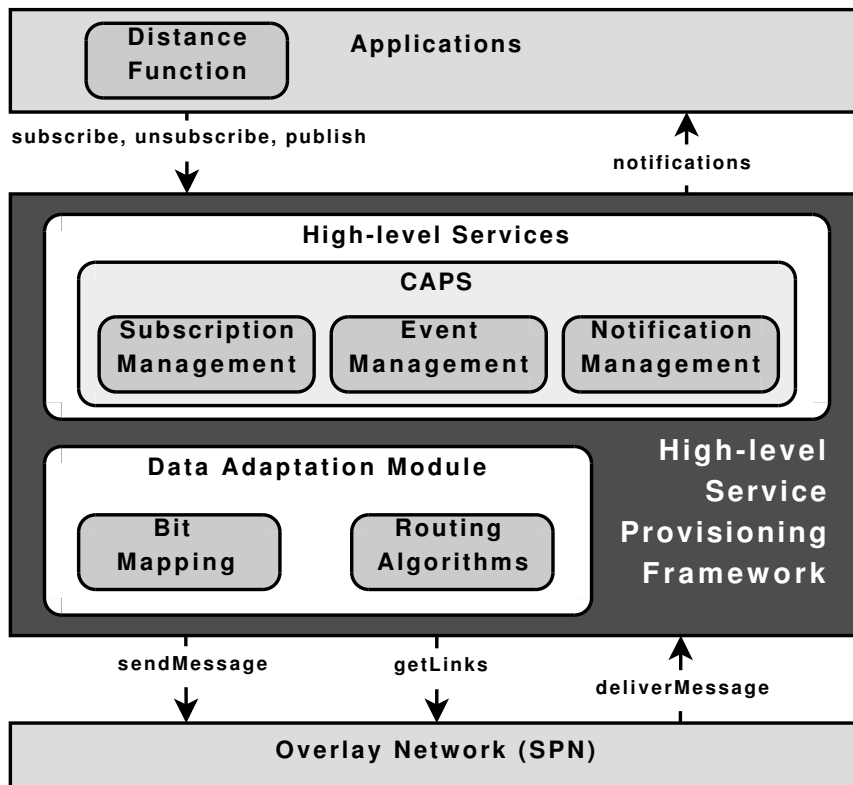 Distance
Function
Applications
subscribe, unsubscribe, publish
notifications
High-level Services
CAPS
Subscription
Management
Event
Management
Notification
Management
Data Adaptation Module
Bit
Mapping
Routing
Algorithms
High-level
Service
Provisioning
Framework
sendMessage
getLinks
deliverMessage
Overlay Network (SPN)